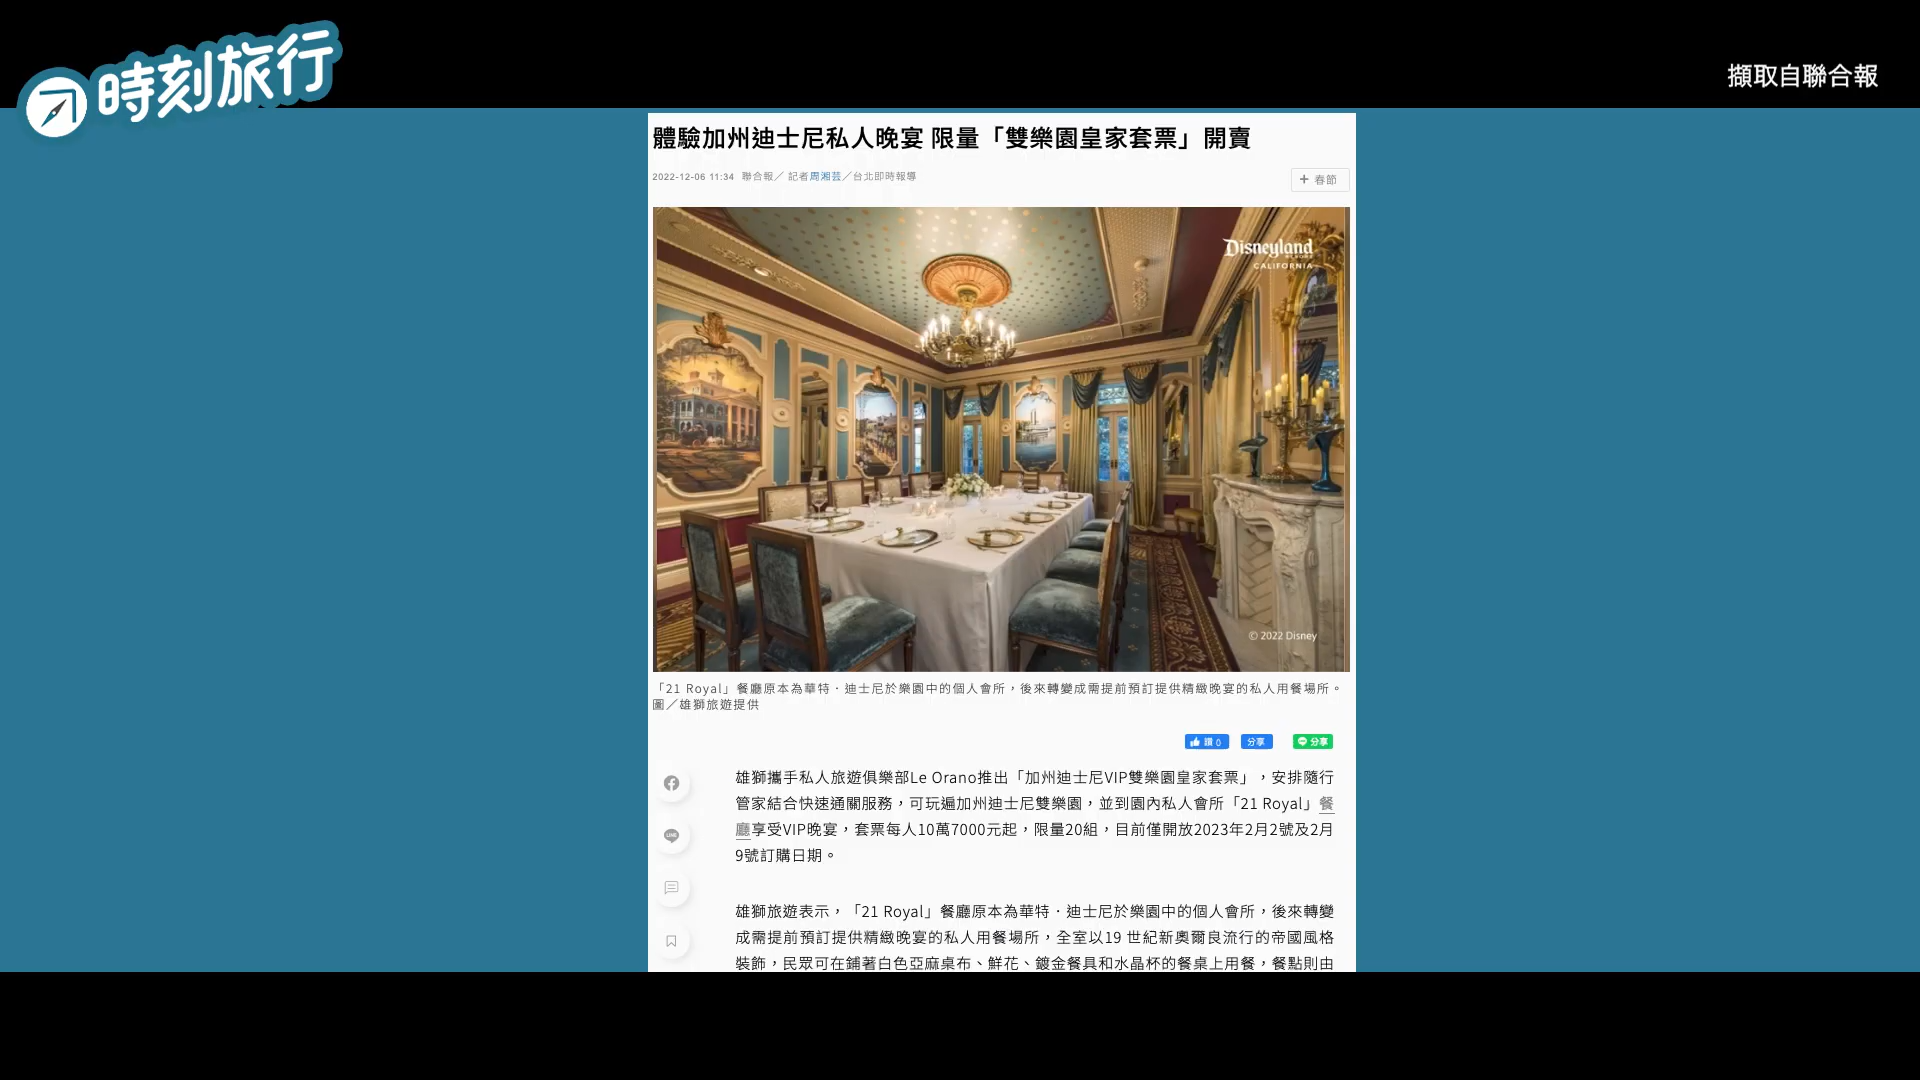 時刻旅行
擷取自聯合報
體驗加州迪士尼私人晚宴 限量「雙樂園皇家套票」開賣
2022-12-06 11:34 聯合報／ 記者周湘芸／台北即時報導
+ 春節
Disneyland
RESORT
CALIFORNIA
© 2022 Disney
「21 Royal」餐廳原本為華特．迪士尼於樂園中的個人會所，後來轉變成需提前預訂提供精緻晚宴的私人用餐場所。
圖／雄獅旅遊提供
讚 0 分享 分享
雄獅攜手私人旅遊俱樂部Le Orano推出「加州迪士尼VIP雙樂園皇家套票」，安排隨行
管家結合快速通關服務，可玩遍加州迪士尼雙樂園，並到園內私人會所「21 Royal」餐
廳享受VIP晚宴，套票每人10萬7000元起，限量20組，目前僅開放2023年2月2號及2月
9號訂購日期。
LINE
雄獅旅遊表示，「21 Royal」餐廳原本為華特．迪士尼於樂園中的個人會所，後來轉變
成需提前預訂提供精緻晚宴的私人用餐場所，全室以19 世紀新奧爾良流行的帝國風格
裝飾，民眾可在鋪著白色亞麻桌布、鮮花、鍍金餐具和水晶杯的餐桌上用餐，餐點則由